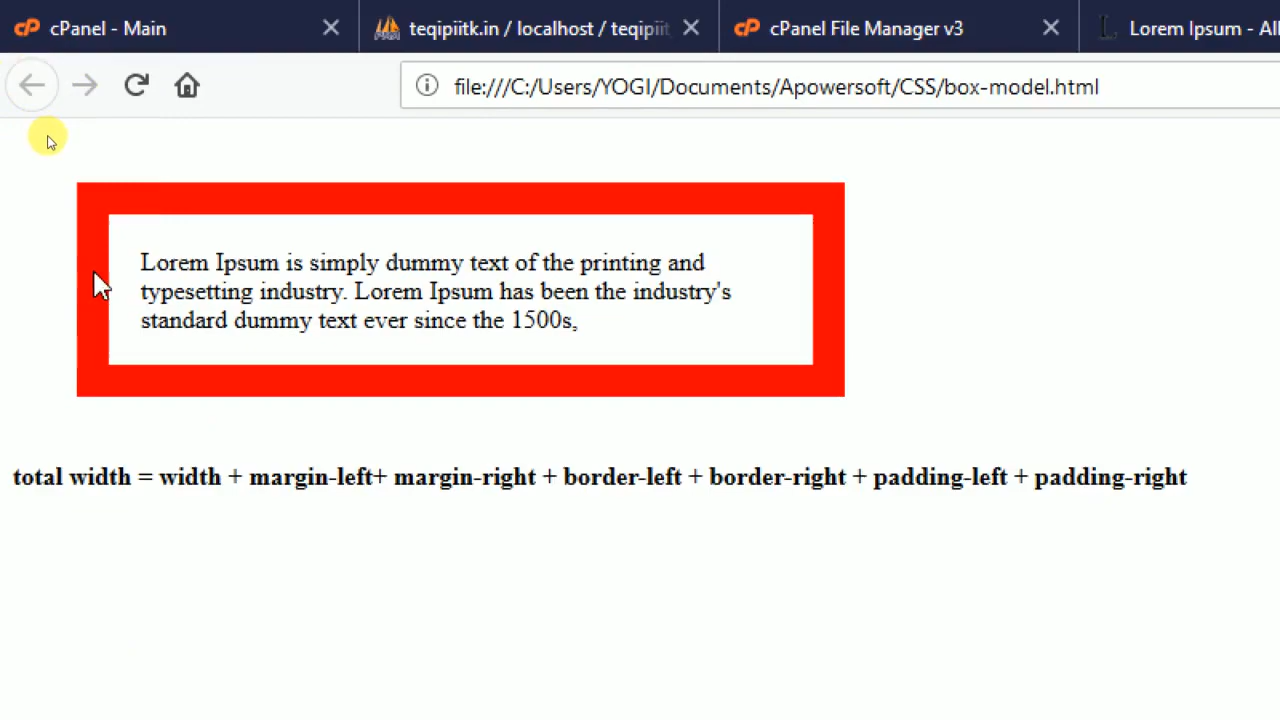 cP cPanel - Main
teqipiitk.in / localhost / teqipiit
cP cPanel File Manager v3
L Lorem Ipsum - All
file:///C:/Users/YOGI/Documents/Apowersoft/CSS/box-model.html
Lorem Ipsum is simply dummy text of the printing and
typesetting industry. Lorem Ipsum has been the industry's
standard dummy text ever since the 1500s,
total width = width + margin-left+ margin-right + border-left + border-right + padding-left + padding-right